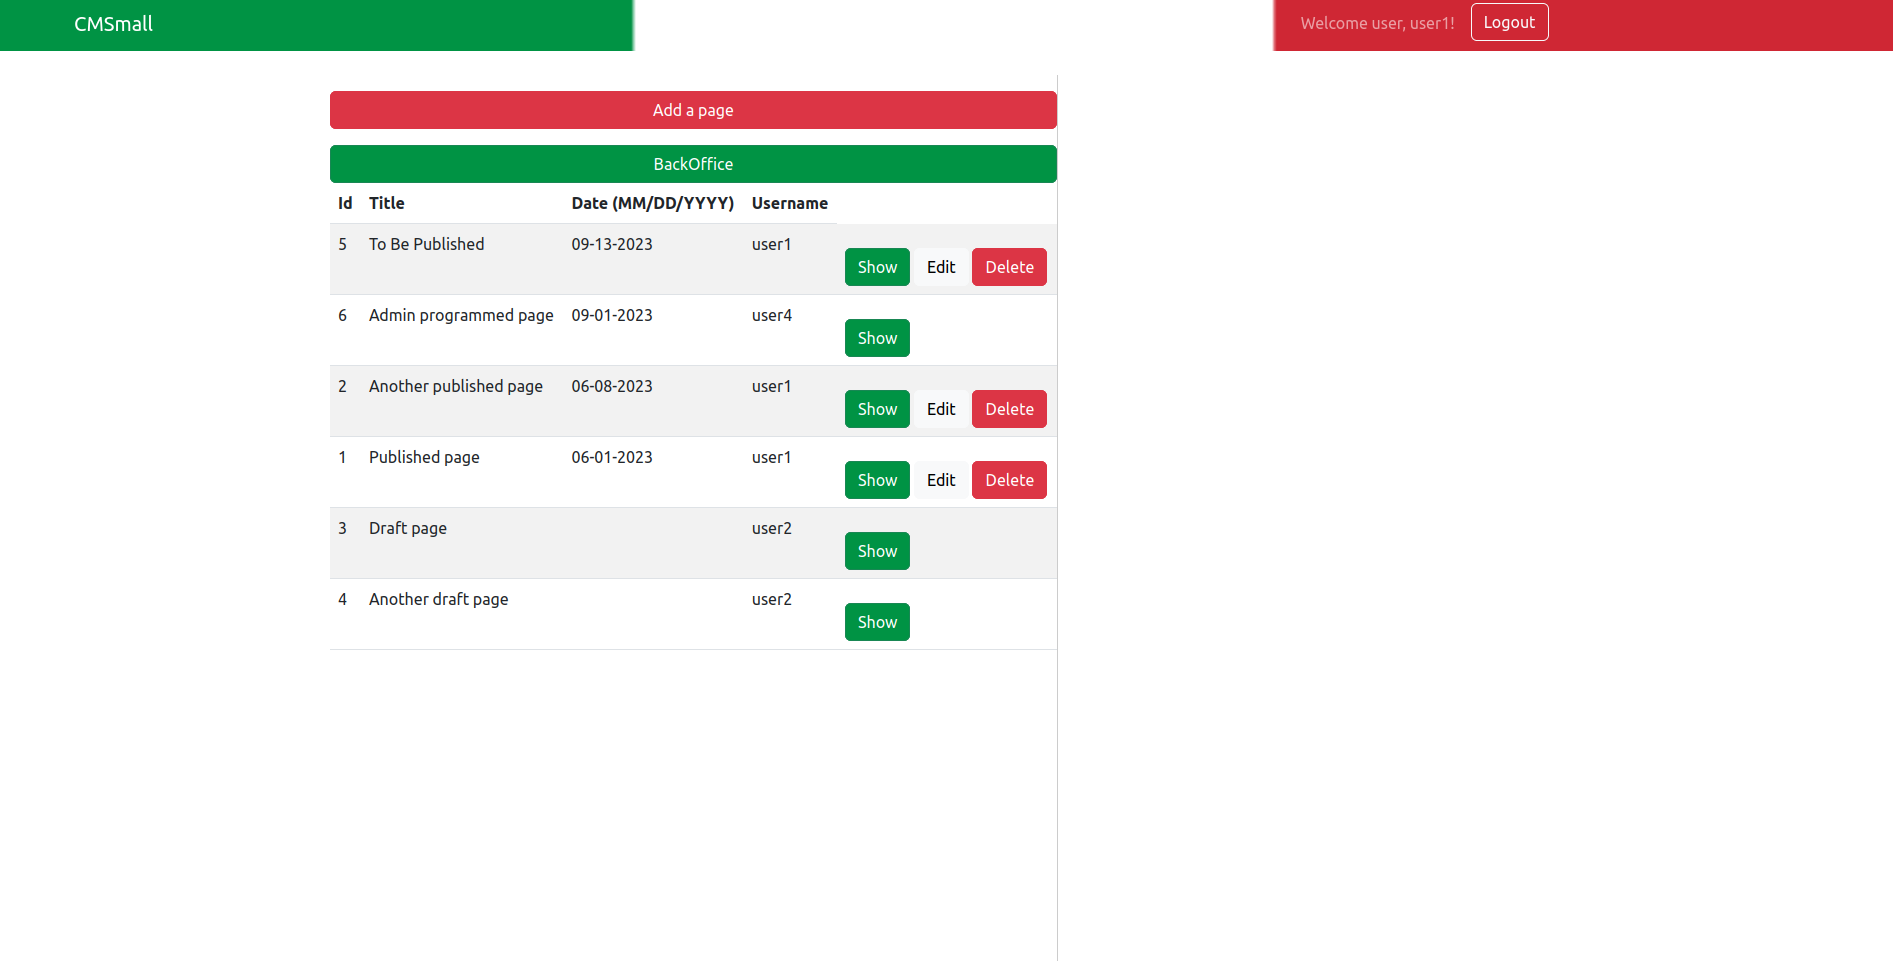 CMSmall
Welcome user, user1! Logout
Add a page
BackOffice
Id Title Date (MM/DD/YYYY) Username
5 To Be Published 09-13-2023 user1
Show Edit Delete
6 Admin programmed page 09-01-2023 user4
Show
2 Another published page 06-08-2023 user1
Show Edit Delete
1 Published page 06-01-2023 user1
Show Edit Delete
3 Draft page user2
Show
4 Another draft page user2
Show